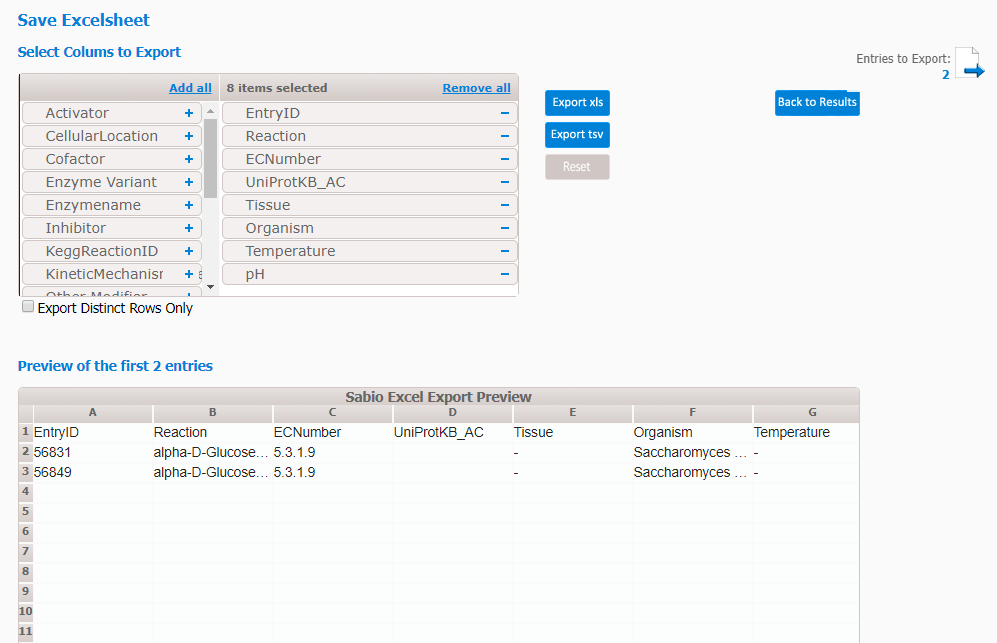 Save Excelsheet
Select Colums to Export
Entries to Export:
2
Add all
8 items selected
Remove all
Activator
CellularLocation
Cofactor
Enzyme Variant
Enzymename
Inhibitor
KeggReactionID
KineticMechanism
Other Modifier
EntryID
Reaction
ECNumber
UniProtKB_AC
Tissue
Organism
Temperature
pH
Export xls
Export tsv
Reset
Back to Results
Export Distinct Rows Only
Preview of the first 2 entries
Sabio Excel Export Preview
A B C D E F G
1 EntryID Reaction ECNumber UniProtKB_AC Tissue Organism Temperature
2 56831 alpha-D-Glucose... 5.3.1.9 - Saccharomyces ... -
3 56849 alpha-D-Glucose... 5.3.1.9 - Saccharomyces ... -
4
5
6
7
8
9
10
11